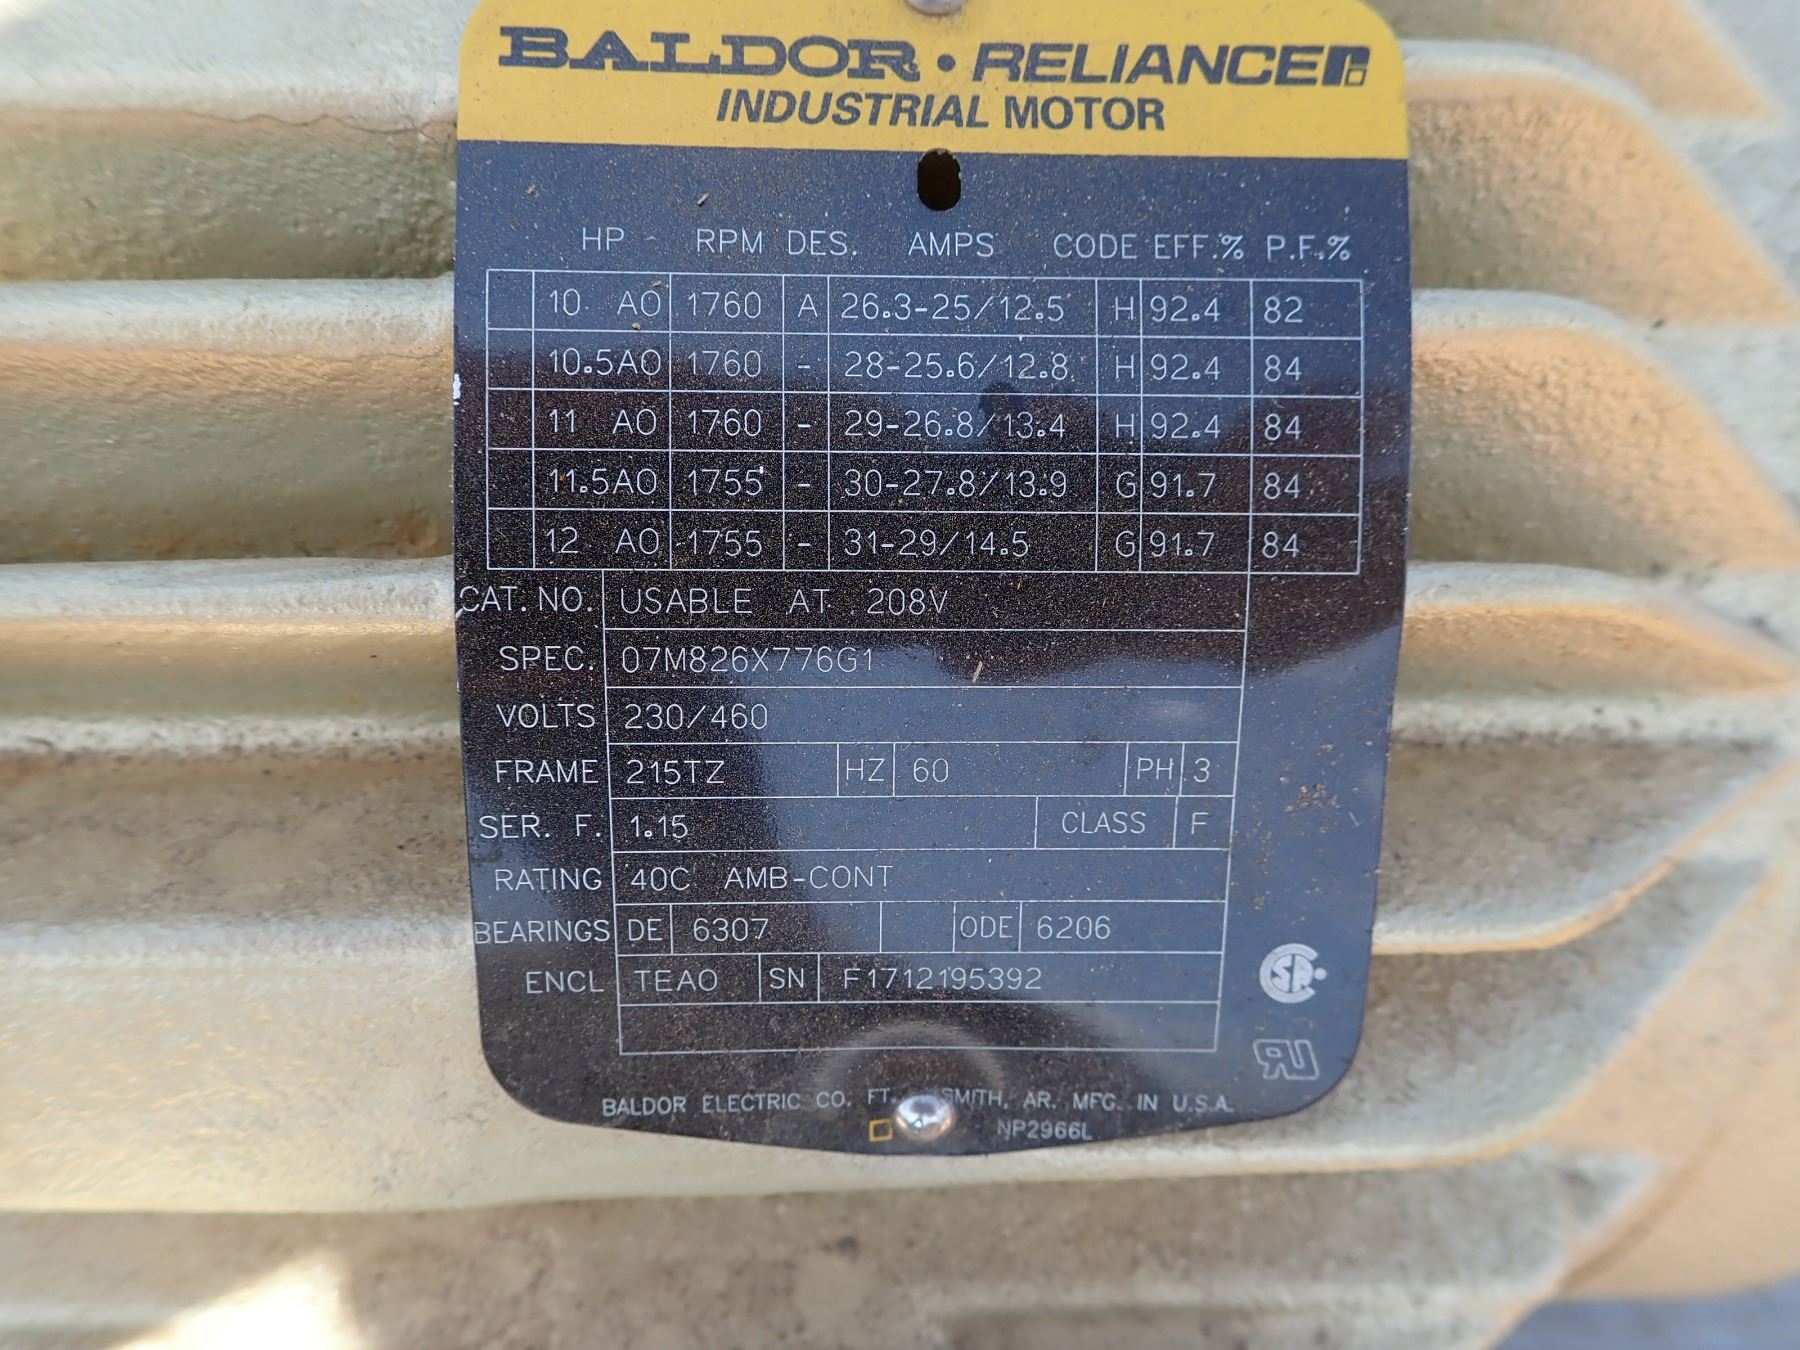 BALDOR • RELIANCE
INDUSTRIAL MOTOR
HP RPM DES. AMPS CODE EFF.% P.F.%
10 AO 1760 A 26.3-25/12.5 H 92.4 82
10.5AO 1760 - 28-25.6/12.8 H 92.4 84
11 AO 1760 - 29-26.8/13.4 H 92.4 84
11.5AO 1755 - 30-27.8/13.9 G 91.7 84
12 AO 1755 - 31-29/14.5 G 91.7 84
CAT. NO. USABLE AT 208V
SPEC. 07M826X776G1
VOLTS 230/460
FRAME 215TZ HZ 60 PH 3
SER. F. 1.15 CLASS F
RATING 40C AMB-CONT
BEARINGS DE 6307 ODE 6206
ENCL TEAO SN F1712195392
BALDOR ELECTRIC CO. FT. SMITH, AR. MFG. IN U.S.A.
NP2966L